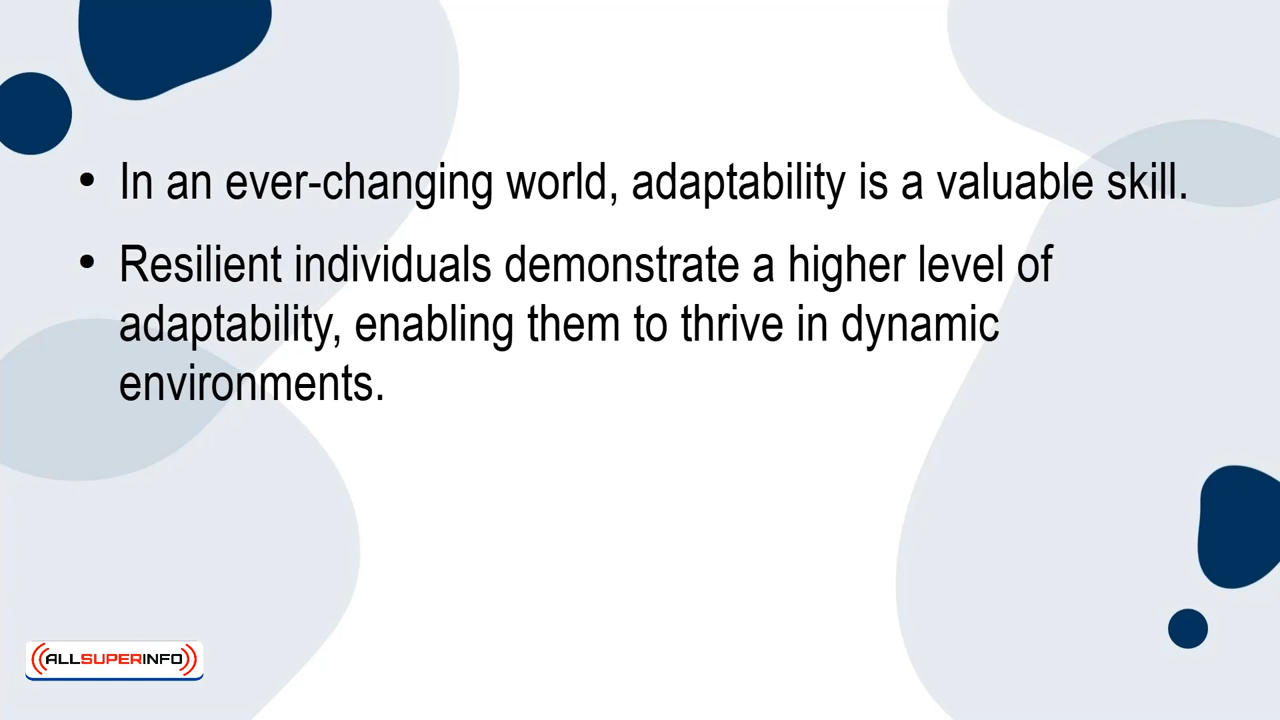 • In an ever-changing world, adaptability is a valuable skill.
• Resilient individuals demonstrate a higher level of
adaptability, enabling them to thrive in dynamic
environments.
ALLSUPERINFO